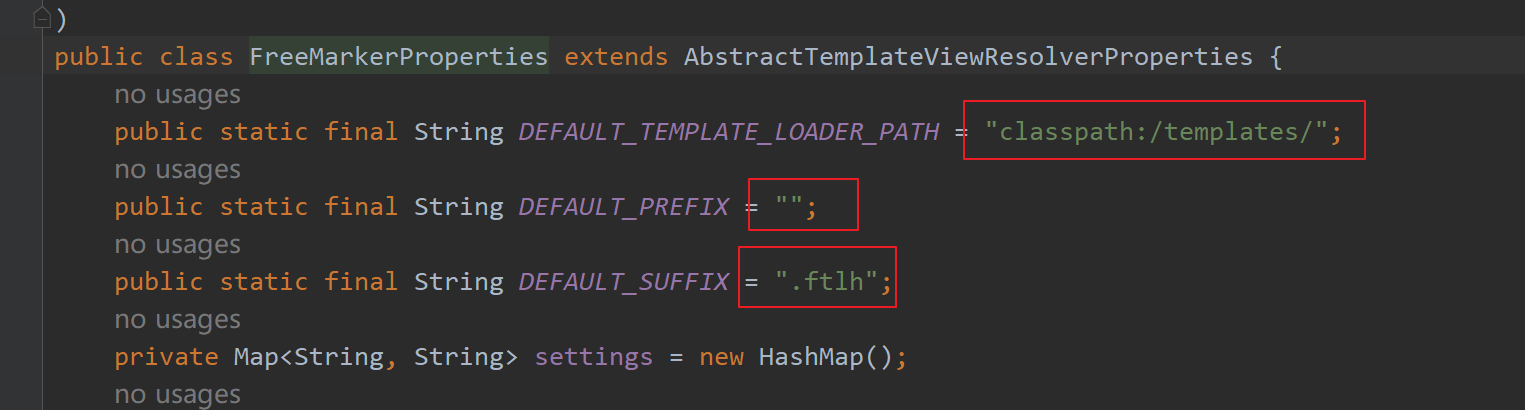 )
public class FreeMarkerProperties extends AbstractTemplateViewResolverProperties {
no usages
public static final String DEFAULT_TEMPLATE_LOADER_PATH = "classpath:/templates/";
no usages
public static final String DEFAULT_PREFIX = "";
no usages
public static final String DEFAULT_SUFFIX = ".ftlh";
no usages
private Map<String, String> settings = new HashMap();
no usages